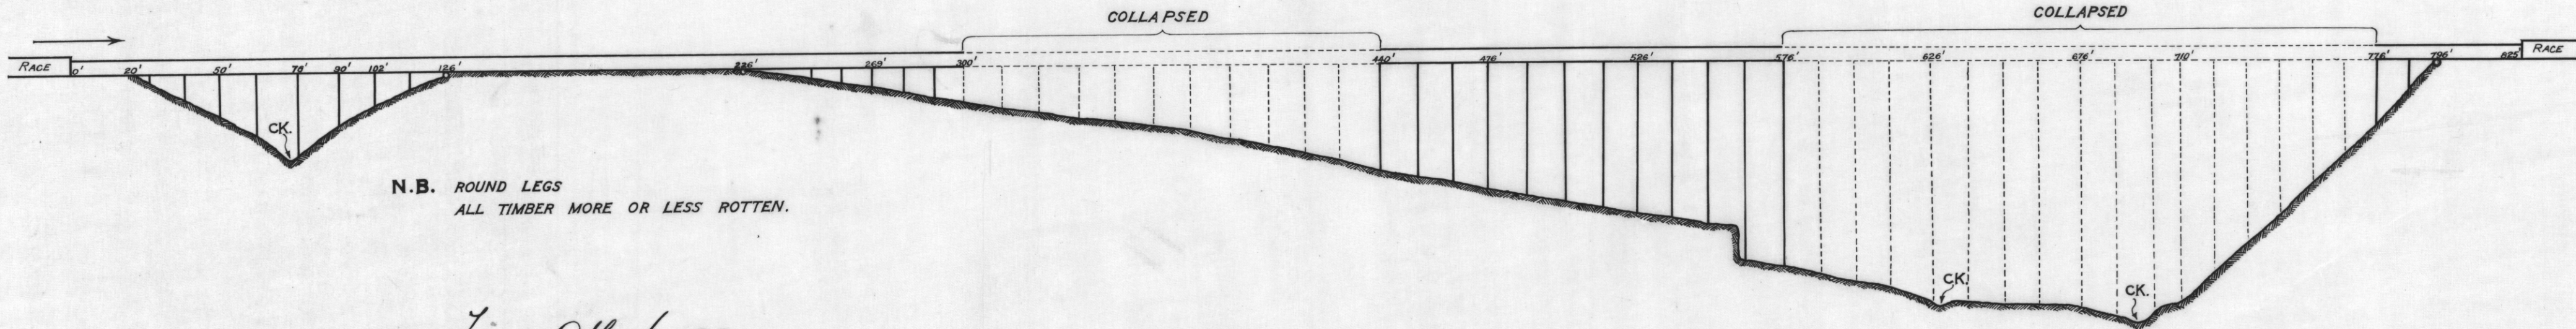 COLLAPSED
COLLAPSED
RACE 0' 20' 50' 78' 90' 102' 126' 226' 269' 300' 440' 476' 526' 576' 626' 676' 710' 776' 796' 825' RACE
CK.
N.B. ROUND LEGS
ALL TIMBER MORE OR LESS ROTTEN.
CK.
CK.